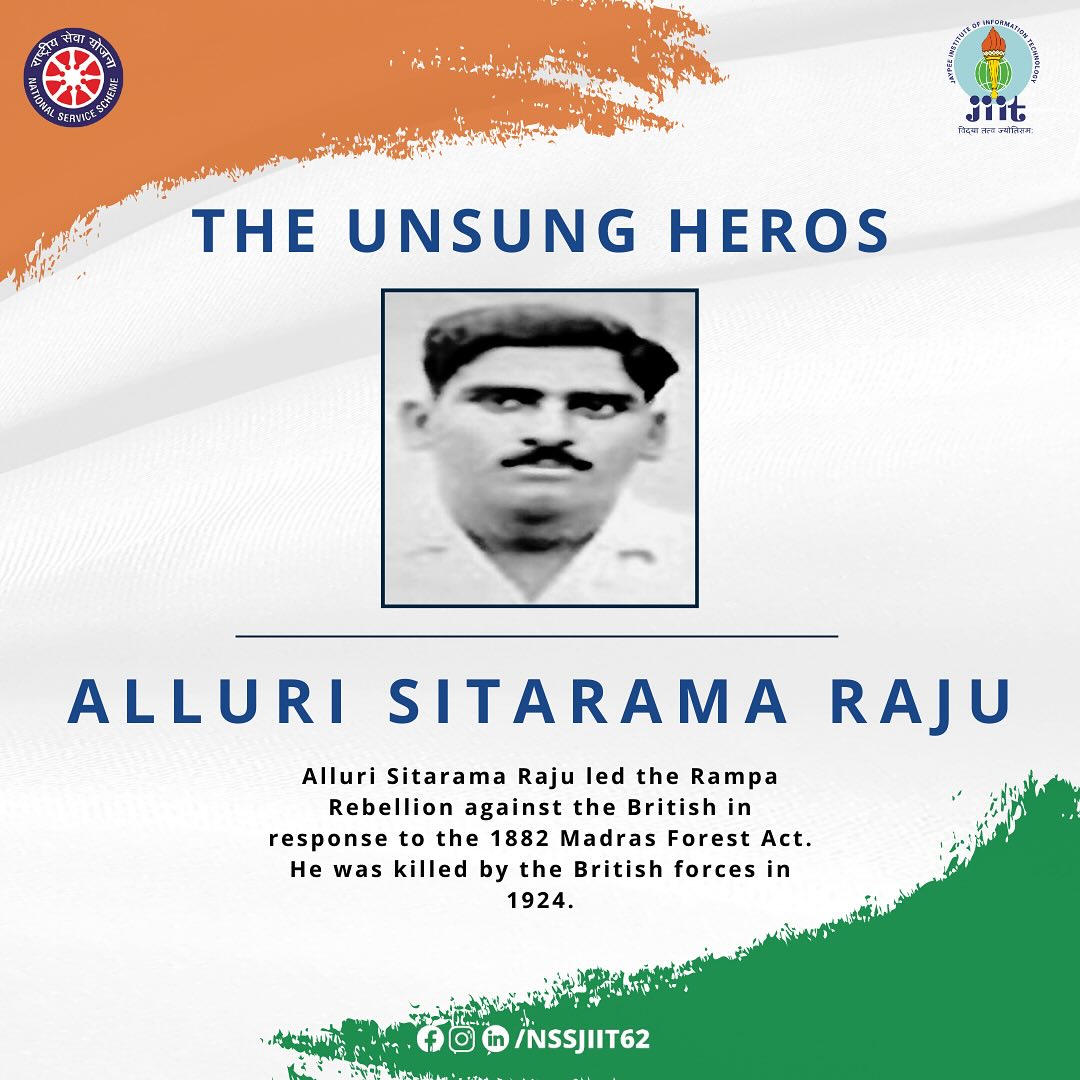 राष्ट्रीय सेवा योजना
NATIONAL SERVICE SCHEME
JAYPEE INSTITUTE OF INFORMATION TECHNOLOGY
jiit
विद्या तत्व ज्योतिसमः
THE UNSUNG HEROS
ALLURI SITARAMA RAJU
Alluri Sitarama Raju led the Rampa
Rebellion against the British in
response to the 1882 Madras Forest Act.
He was killed by the British forces in
1924.
/NSSJIIT62